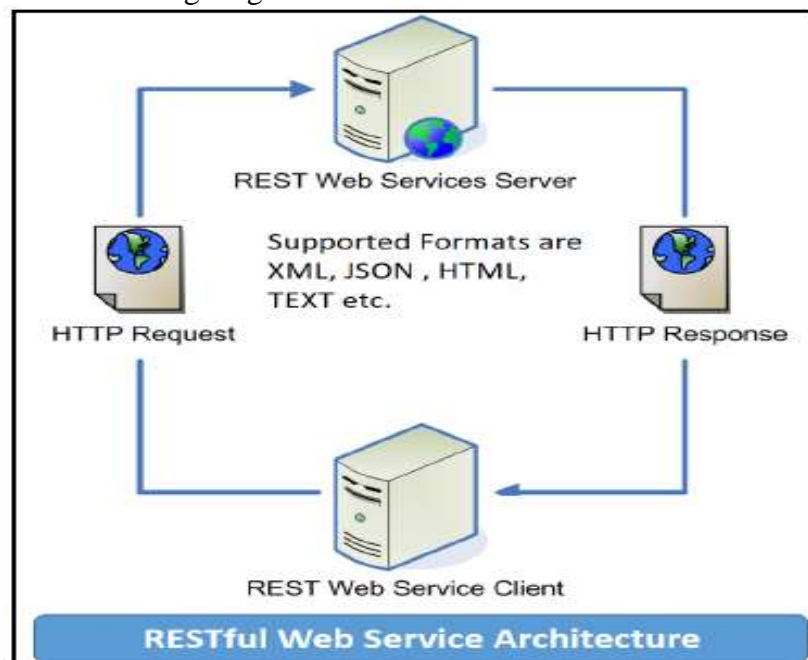 REST Web Services Server
Supported Formats are
XML, JSON , HTML,
TEXT etc.
HTTP Request
HTTP Response
REST Web Service Client
RESTful Web Service Architecture